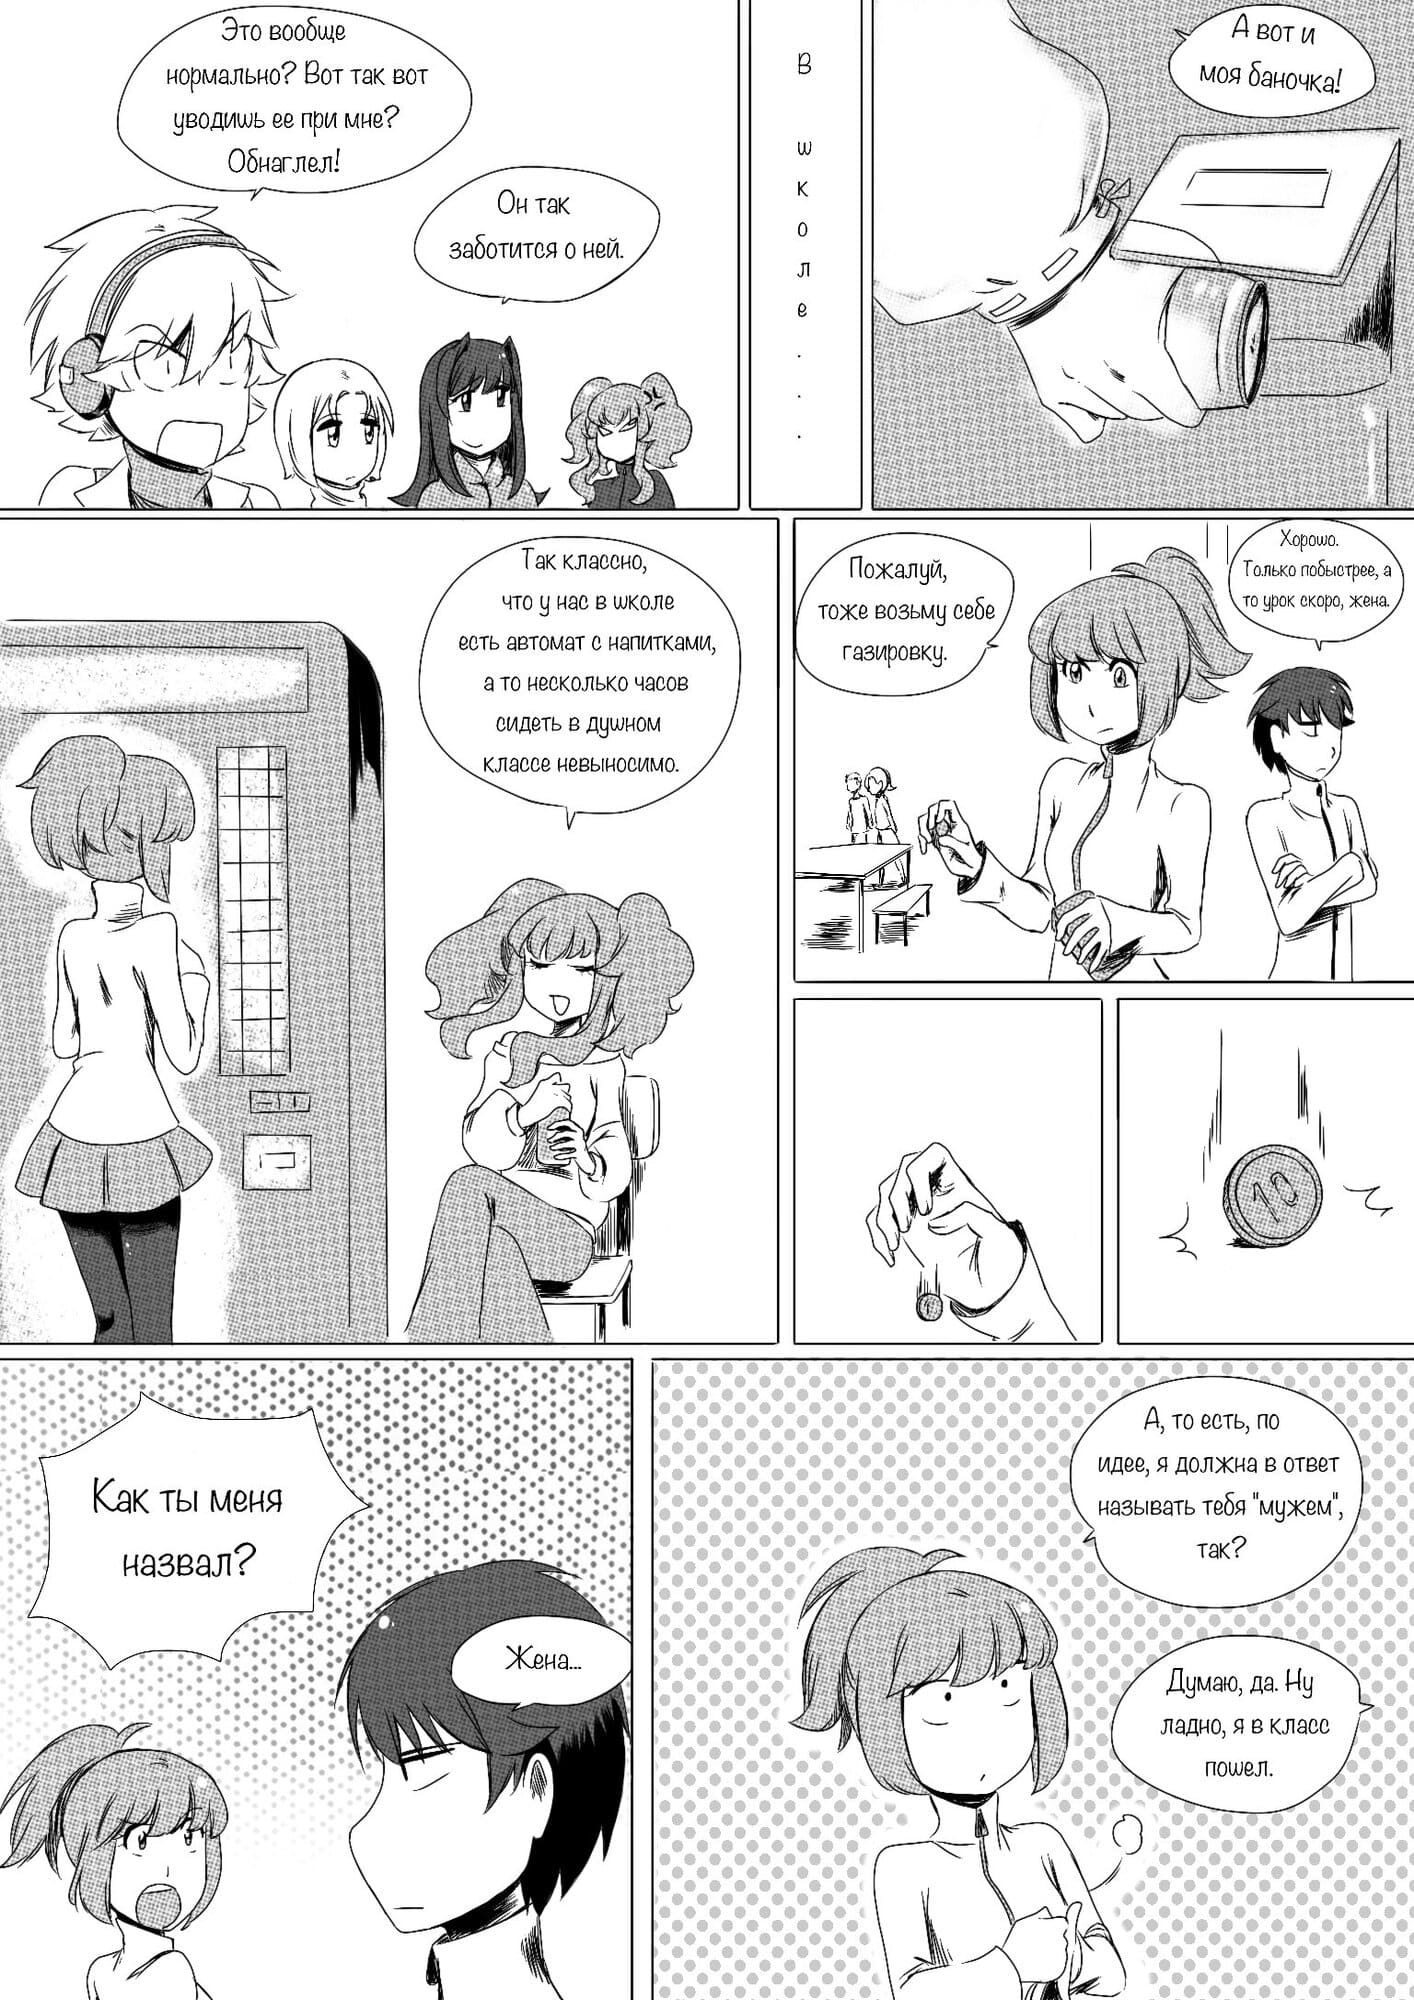 Это вообще
нормально? Вот так вот
уводишь ее при мне?
Обнаглел!
Он так
заботится о ней.
В школе...
А вот и
моя баночка!
Так классно,
что у нас в школе
есть автомат с напитками,
а то несколько часов
сидеть в душном
классе невыносимо.
Пожалуй,
тоже возьму себе
газировку.
Хорошо.
Только побыстрее, а
то урок скоро, жена.
10
Как ты меня
назвал?
Жена...
А, то есть, по
идее, я должна в ответ
называть тебя "мужем",
так?
Думаю, да. Ну
ладно, я в класс
пошел.